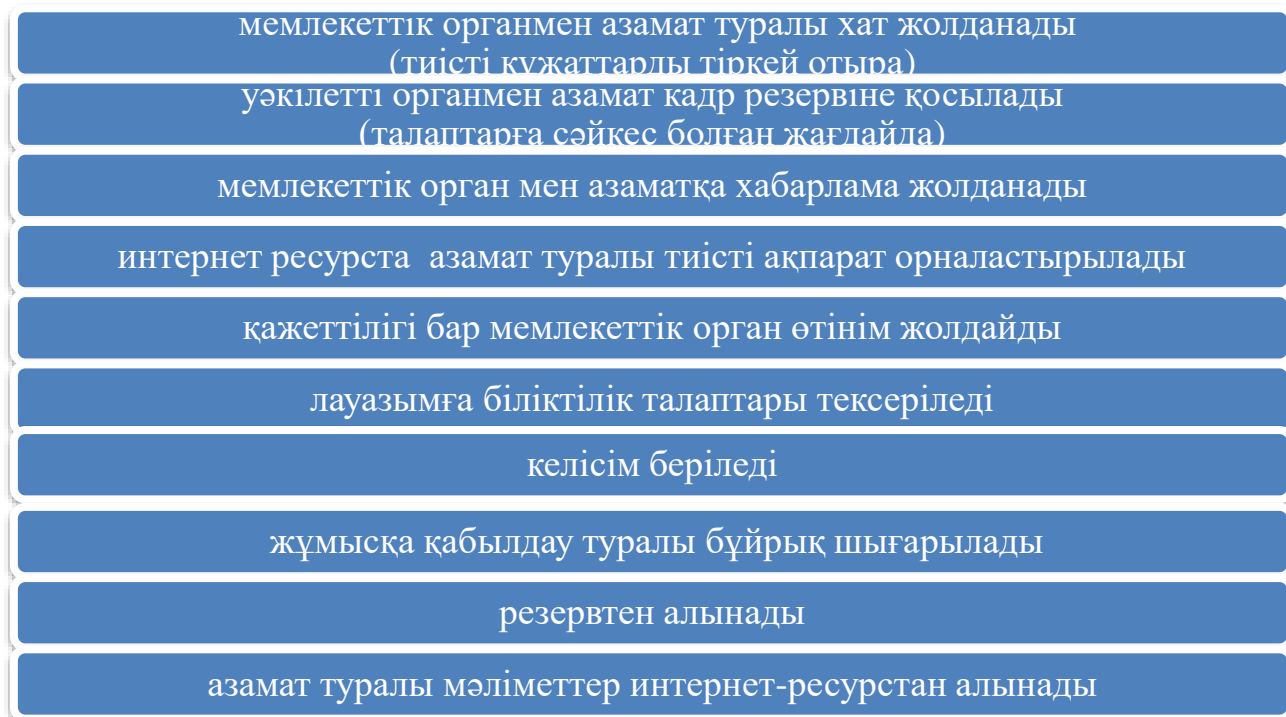 мемлекеттік органмен азамат туралы хат жолданады
(тиісті құжаттарды тіркей отыра)
уәкілетті органмен азамат кадр резервіне қосылады
(талаптарға сәйкес болған жағдайда)
мемлекеттік орган мен азаматқа хабарлама жолданады
интернет ресурста азамат туралы тиісті ақпарат орналастырылады
қажеттілігі бар мемлекеттік орган өтінім жолдайды
лауазымға біліктілік талаптары тексеріледі
келісім беріледі
жұмысқа қабылдау туралы бұйрық шығарылады
резервтен алынады
азамат туралы мәліметтер интернет-ресурстан алынады